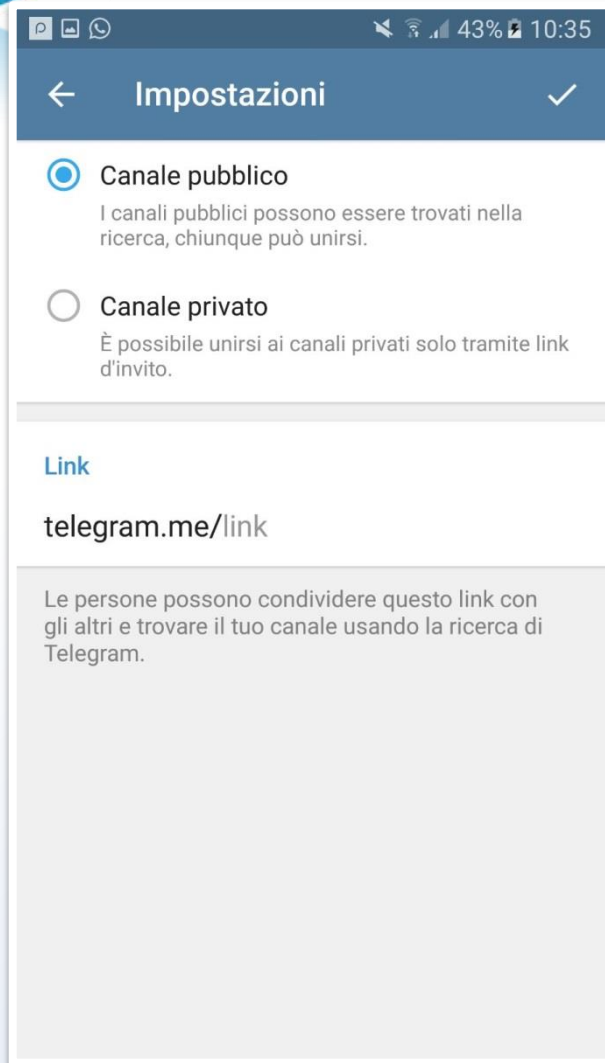 43% 10:35
Impostazioni
Canale pubblico
I canali pubblici possono essere trovati nella
ricerca, chiunque può unirsi.
Canale privato
È possibile unirsi ai canali privati solo tramite link
d'invito.
Link
telegram.me/link
Le persone possono condividere questo link con
gli altri e trovare il tuo canale usando la ricerca di
Telegram.